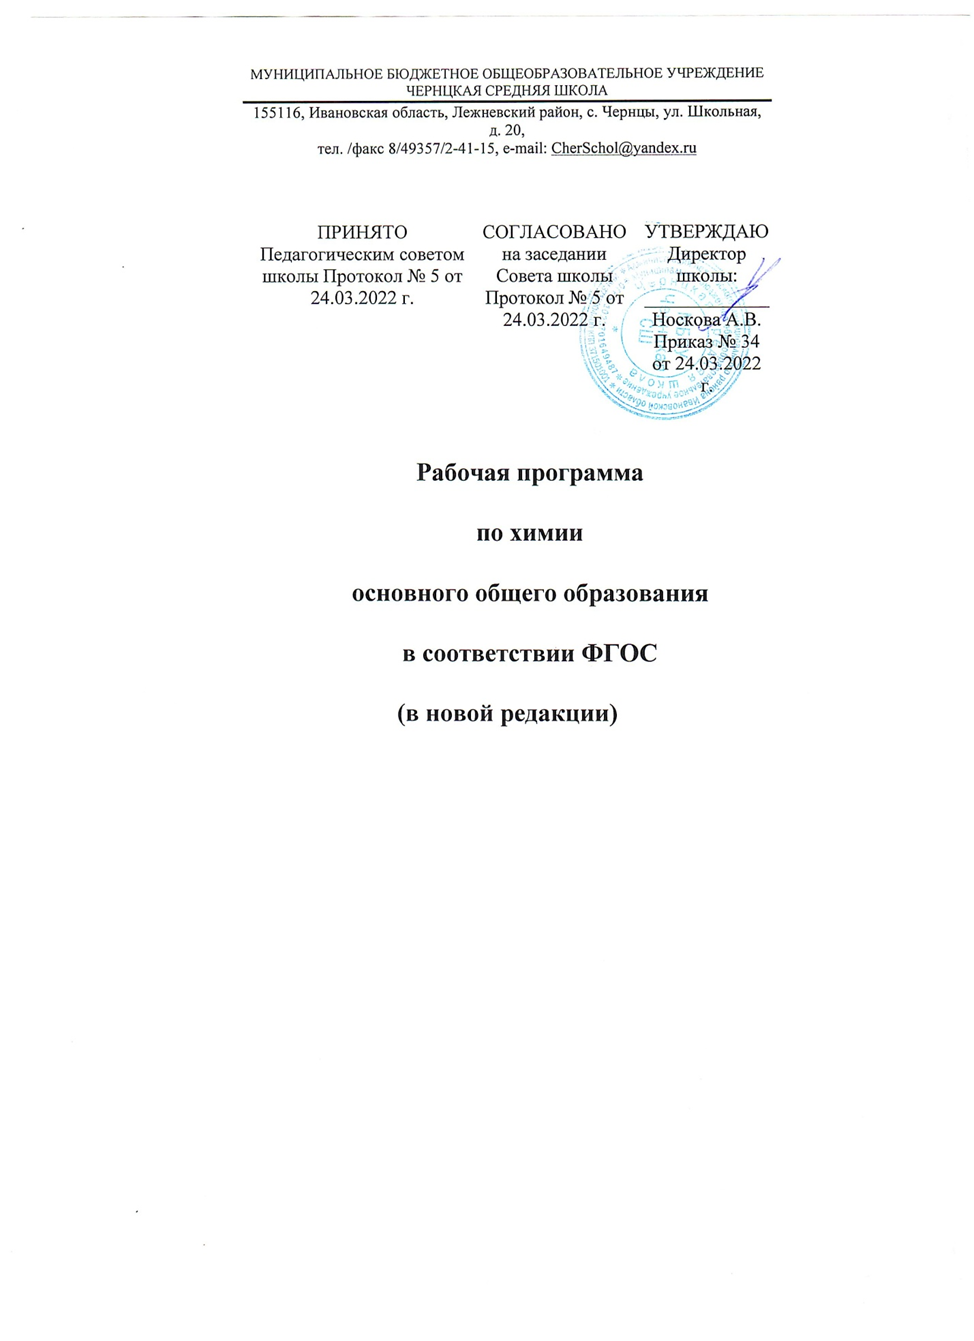 МУНИЦИПАЛЬНОЕ БЮДЖЕТНОЕ ОБЩЕОБРАЗОВАТЕЛЬНОЕ УЧРЕЖДЕНИЕ
ЧЕРНЦКАЯ СРЕДНЯЯ ШКОЛА
155116, Ивановская область, Лежневский район, с. Чернцы, ул. Школьная,
д. 20,
тел. /факс 8/49357/2-41-15, e-mail: CherSchol@yandex.ru
ПРИНЯТО
Педагогическим советом
школы Протокол № 5 от
24.03.2022 г.
СОГЛАСОВАНО
на заседании
Совета школы
Протокол № 5 от
24.03.2022 г.
УТВЕРЖДАЮ
Директор
школы:
Носкова А.В.
Приказ № 34
от 24.03.2022
г.
Рабочая программа
по химии
основного общего образования
в соответствии ФГОС
(в новой редакции)